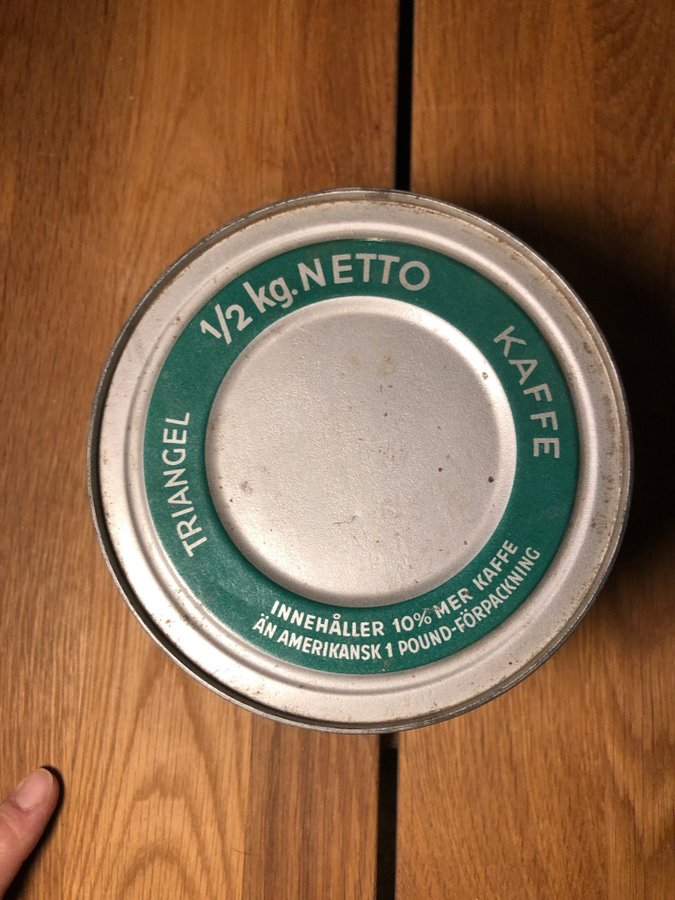 1/2 kg. NETTO
KAFFE
TRIANGEL
INNEHÅLLER 10% MER KAFFE
ÄN AMERIKANSK 1 POUND-FÖRPACKNING